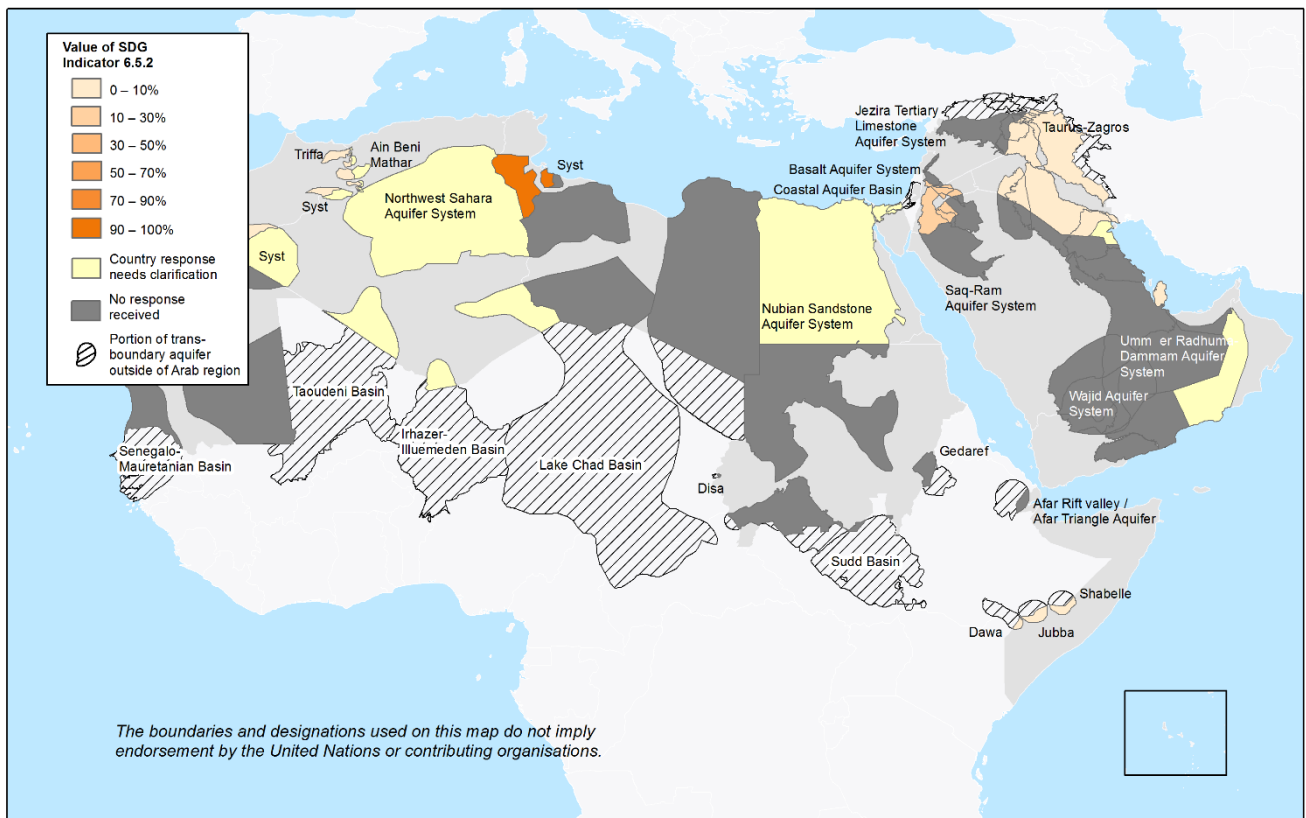 Value of SDG
Indicator 6.5.2
0 – 10%
10 – 30%
30 – 50%
50 – 70%
70 – 90%
90 – 100%
Country response
needs clarification
No response
received
Portion of trans-
boundary aquifer
outside of Arab region
Triffa
Ain Beni
Mathar
Syst
Syst
Northwest Sahara
Aquifer System
Syst
Jezira Tertiary
Limestone
Aquifer System
Taurus-Zagros
Basalt Aquifer System
Coastal Aquifer Basin
Saq-Ram
Aquifer System
Nubian Sandstone
Aquifer System
Umm er Radhum
Dammam Aquifer
System
Wajid Aquifer
System
Taoudeni Basin
Senegalo-
Mauretanian Basin
Irhazer-
Illuemeden Basin
Lake Chad Basin
Disa
Gedaref
Afar Rift valley /
Afar Triangle Aquifer
Sudd Basin
Shabelle
Dawa
Jubba
The boundaries and designations used on this map do not imply
endorsement by the United Nations or contributing organisations.